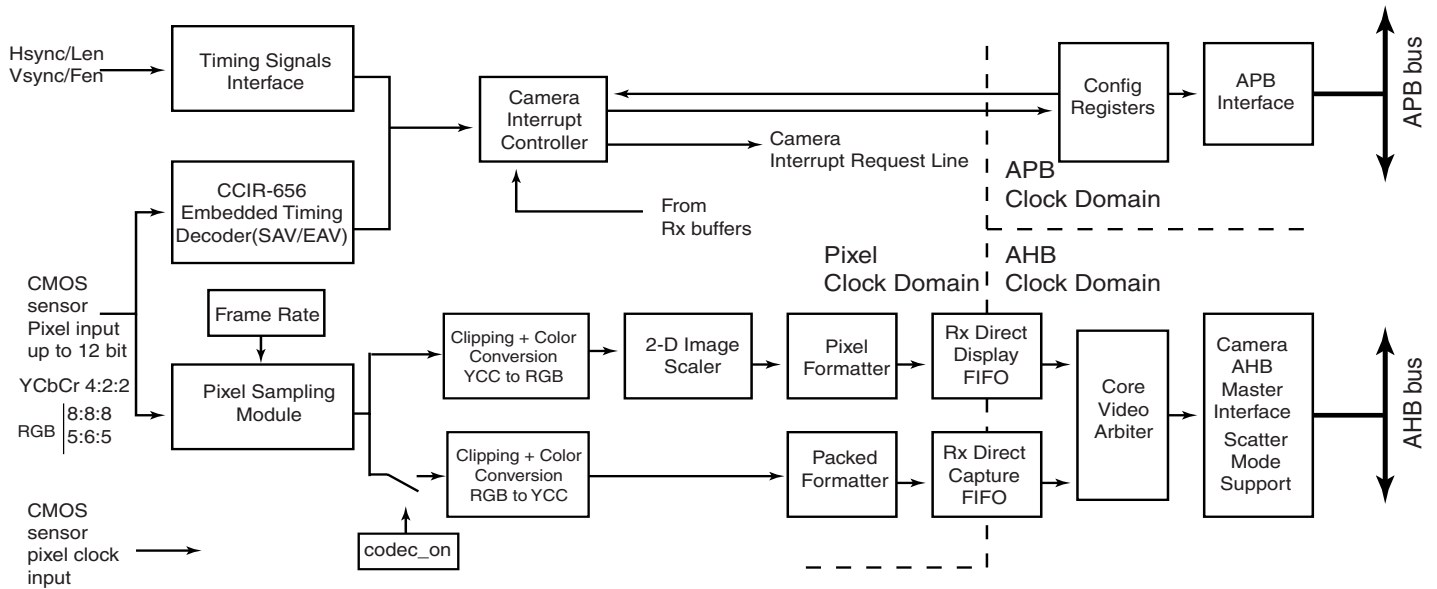 Hsync/Len
Vsync/Fen
Timing Signals
Interface
Camera
Interrupt
Controller
Config
Registers
APB
Interface
APB bus
Camera
Interrupt Request Line
APB
Clock Domain
CCIR-656
Embedded Timing
Decoder(SAV/EAV)
From
Rx buffers
Pixel
Clock Domain
AHB
Clock Domain
CMOS
sensor
Pixel input
up to 12 bit
YCbCr 4:2:2
RGB
8:8:8
5:6:5
Frame Rate
Pixel Sampling
Module
Clipping + Color
Conversion
YCC to RGB
2-D Image
Scaler
Pixel
Formatter
Rx Direct
Display
FIFO
Core
Video
Arbiter
Camera
AHB
Master
Interface
Scatter
Mode
Support
AHB bus
Clipping + Color
Conversion
RGB to YCC
Packed
Formatter
Rx Direct
Capture
FIFO
codec_on
CMOS
sensor
pixel clock
input